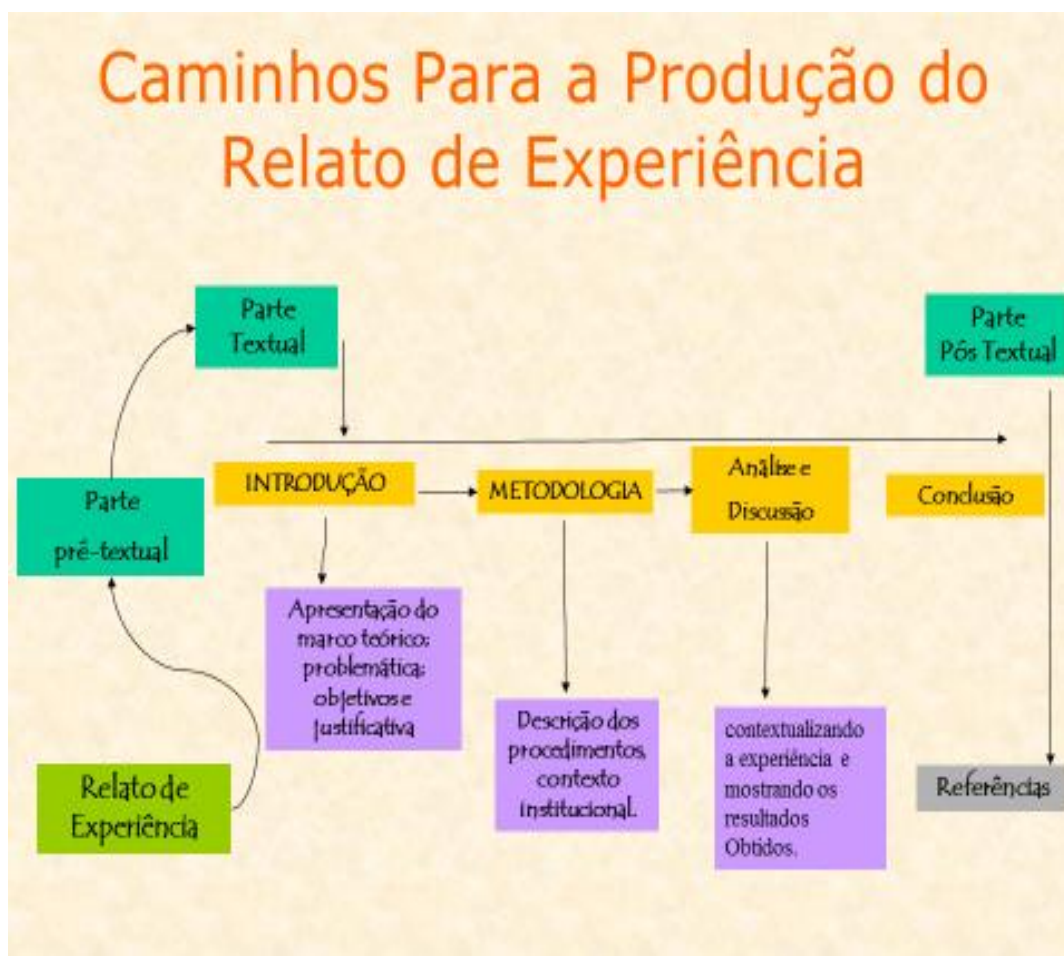 Caminhos Para a Produção do
Relato de Experiência
Parte
Textual
Parte
Pós Textual
Parte
pré-textual
INTRODUÇÃO
METODOLOGIA
Análise e
Discussão
Conclusão
Apresentação do
marco teórico;
problemática;
objetivos e
justificativa
Descrição dos
procedimentos,
contexto
institucional.
contextualizando
a experiência e
mostrando os
resultados
Obtidos.
Referências
Relato de
Experiência